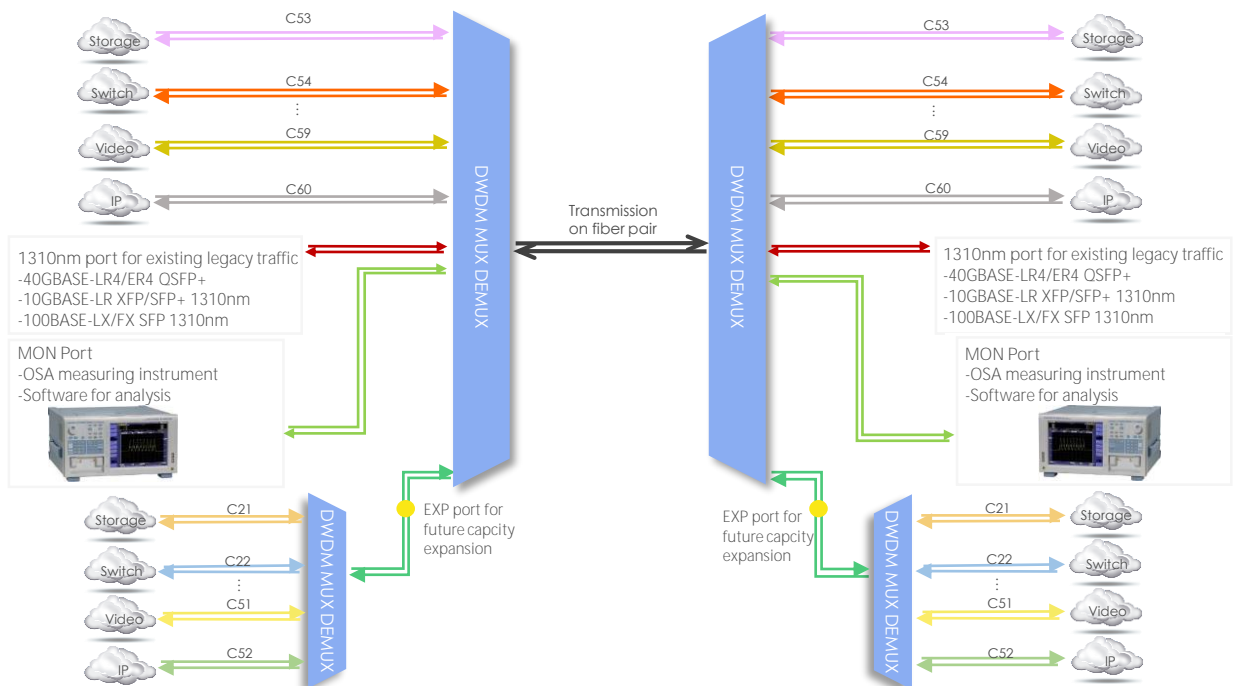 C53
Storage
C54
Switch
⋮
C59
Video
C60
IP
1310nm port for existing legacy traffic
-40GBASE-LR4/ER4 QSFP+
-10GBASE-LR XFP/SFP+ 1310nm
-100BASE-LX/FX SFP 1310nm
MON Port
-OSA measuring instrument
-Software for analysis
DWDM MUX DEMUX
Transmission
on fiber pair
DWDM MUX DEMUX
C53
Storage
C54
Switch
⋮
C59
Video
C60
IP
1310nm port for existing legacy traffic
-40GBASE-LR4/ER4 QSFP+
-10GBASE-LR XFP/SFP+ 1310nm
-100BASE-LX/FX SFP 1310nm
MON Port
-OSA measuring instrument
-Software for analysis
C21
Storage
C22
Switch
⋮
C51
Video
C52
IP
DWDM MUX DEMUX
EXP port for
future capcity
expansion
EXP port for
future capcity
expansion
DWDM MUX DEMUX
C21
Storage
C22
Switch
⋮
C51
Video
C52
IP